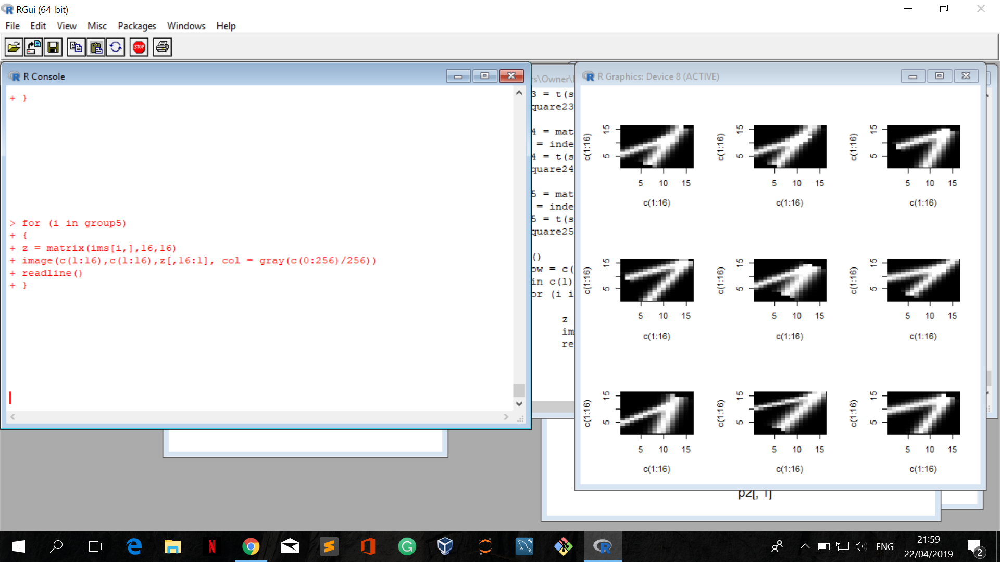 RGui (64-bit)
File Edit View Misc Packages Windows Help
STOP
R Console
+ }
> for (i in group5)
+ {
+ z = matrix(ims[i,],16,16)
+ image(c(1:16),c(1:16),z[,16:1], col = gray(c(0:256)/256))
+ readline()
+ }
rs\Owner\
3 = t(s
quare23
4 = mat
= inde
4 = t(s
quare24
5 = mat
= inde
5 = t(s
quare25
()
ow = c(
in c(1)
or (i i
z
im
re
R Graphics: Device 8 (ACTIVE)
c(1:16) 5 15 c(1:16) 5 15 c(1:16) 5 15
5 10 15 5 10 15 5 10 15
c(1:16) c(1:16) c(1:16)
c(1:16) 5 15 c(1:16) 5 15 c(1:16) 5 15
5 10 15 5 10 15 5 10 15
c(1:16) c(1:16) c(1:16)
c(1:16) 5 15 c(1:16) 5 15 c(1:16) 5 15
5 10 15 5 10 15 5 10 15
c(1:16) c(1:16) c(1:16)
p2[, 1]
ENG
21:59
22/04/2019
2